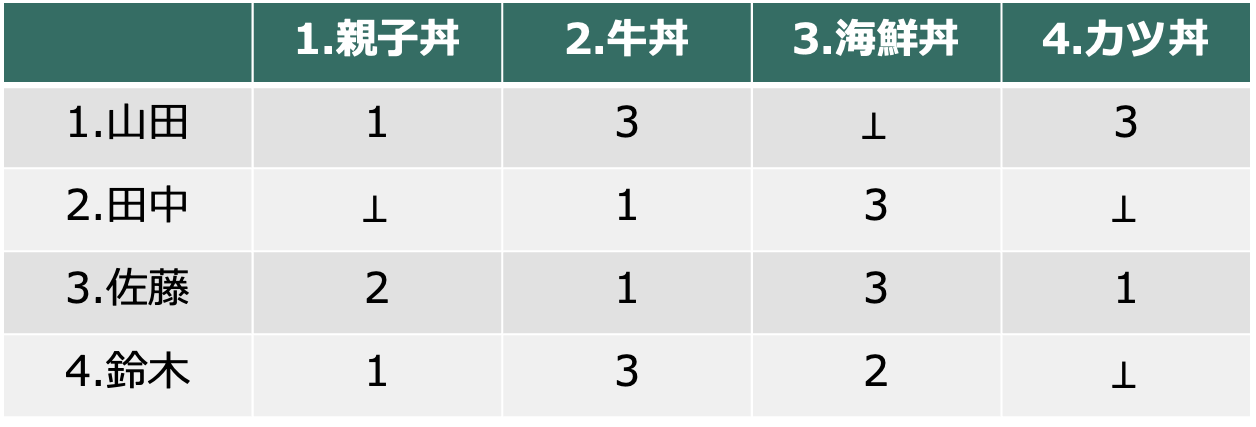 1.親子丼 2.牛丼 3.海鮮丼 4.カツ丼
1.山田 1 3 ⊥ 3
2.田中 ⊥ 1 3 ⊥
3.佐藤 2 1 3 1
4.鈴木 1 3 2 ⊥